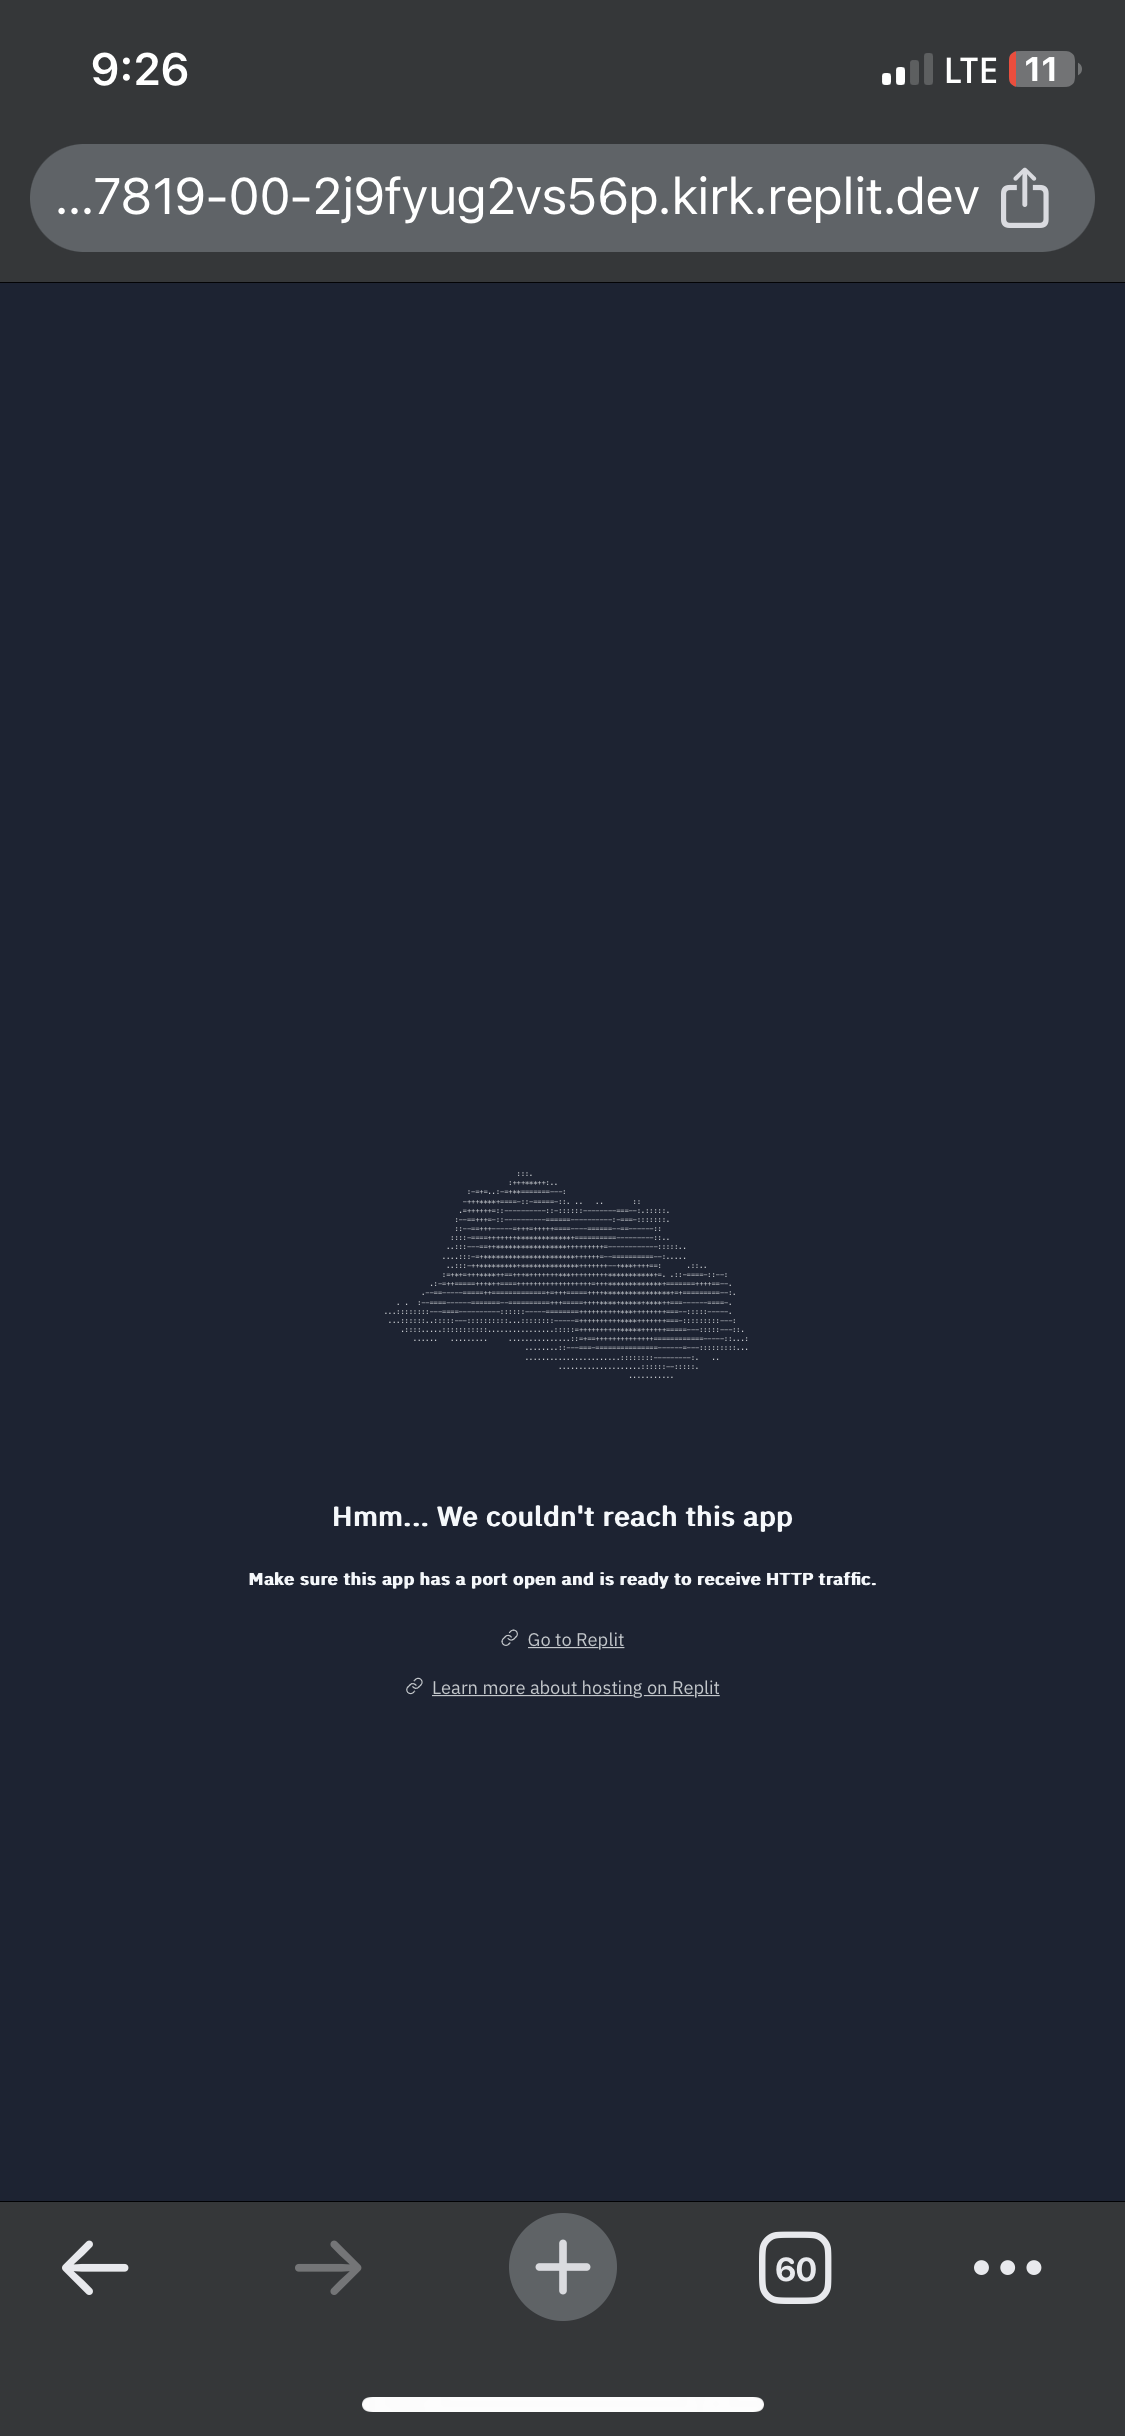 9:26
LTE 11
...7819-00-2j9fyug2vs56p.kirk.replit.dev
Hmm... We couldn't reach this app
Make sure this app has a port open and is ready to receive HTTP traffic.
Go to Replit
Learn more about hosting on Replit
60